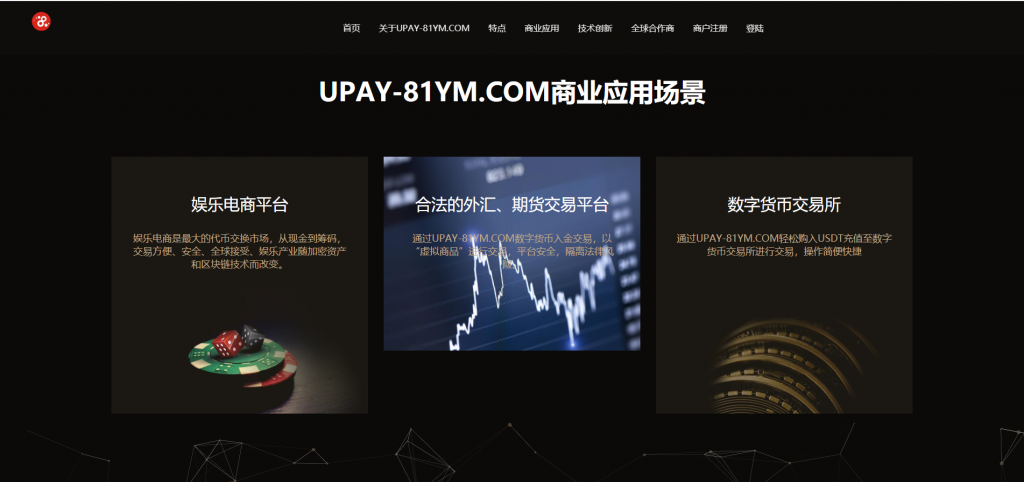 首页 关于UPAY-81YM.COM 特点 商业应用 技术创新 全球合作商 商户注册 登陆
UPAY-81YM.COM商业应用场景
娱乐电商平台
娱乐电商是最大的代币交换市场，从现金到筹码，
交易方便、安全、全球接受、娱乐产业随加密资产
和区块链技术而改变。
合法的外汇、期货交易平台
通过UPAY-81YM.COM数字货币入金交易，以
“虚拟商品”进行交易，平台安全，隔离法律风
险。
数字货币交易所
通过UPAY-81YM.COM轻松购入USDT充值至数字
货币交易所进行交易，操作简便快捷